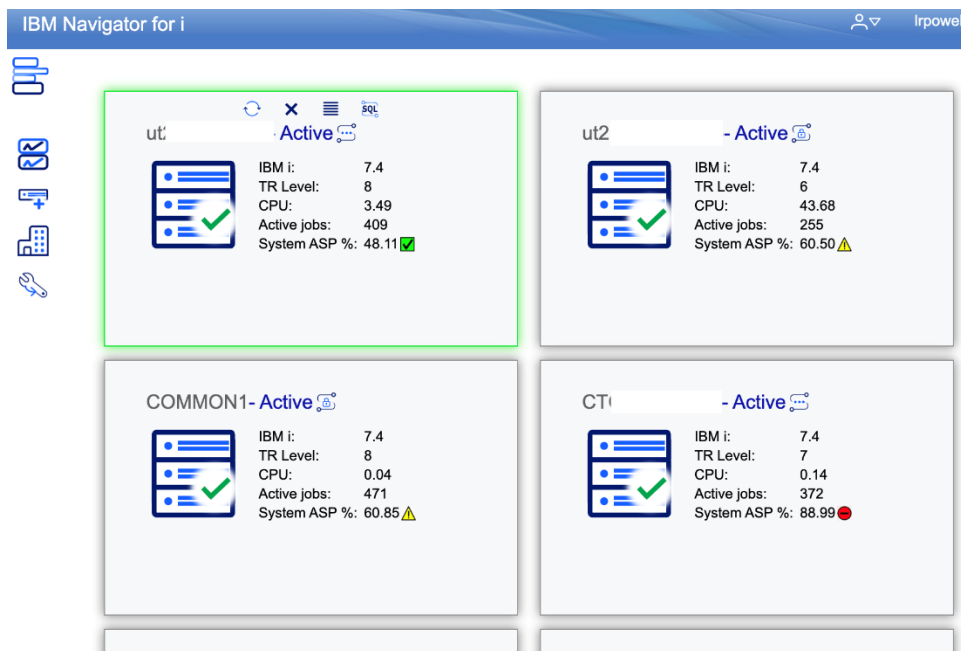 IBM Navigator for i
lrpowel
SQL
ut2 - Active
IBM i: 7.4
TR Level: 8
CPU: 3.49
Active jobs: 409
System ASP %: 48.11
ut2 - Active
IBM i: 7.4
TR Level: 6
CPU: 43.68
Active jobs: 255
System ASP %: 60.50
COMMON1- Active
IBM i: 7.4
TR Level: 8
CPU: 0.04
Active jobs: 471
System ASP %: 60.85
CT - Active
IBM i: 7.4
TR Level: 7
CPU: 0.14
Active jobs: 372
System ASP %: 88.99